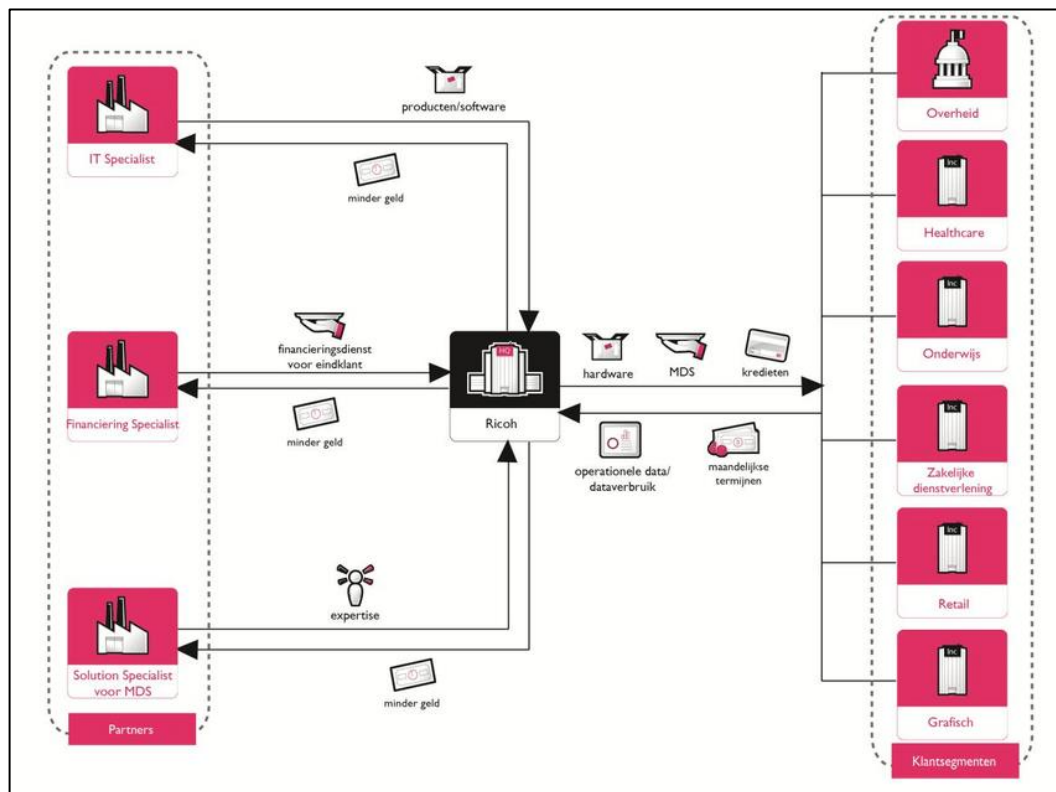 producten/software
IT Specialist
minder geld
financieringsdienst
voor eindklant
Financiering Specialist
minder geld
expertise
Solution Specialist
voor MDS
minder geld
Partners
HQ
Ricoh
hardware
MDS
kredieten
operationele data/
dataverbruik
maandelijkse
termijnen
Overheid
Inc
Healthcare
Inc
Onderwijs
Inc
Zakelijke
dienstverlening
Inc
Retail
Inc
Grafisch
Klantsegmenten